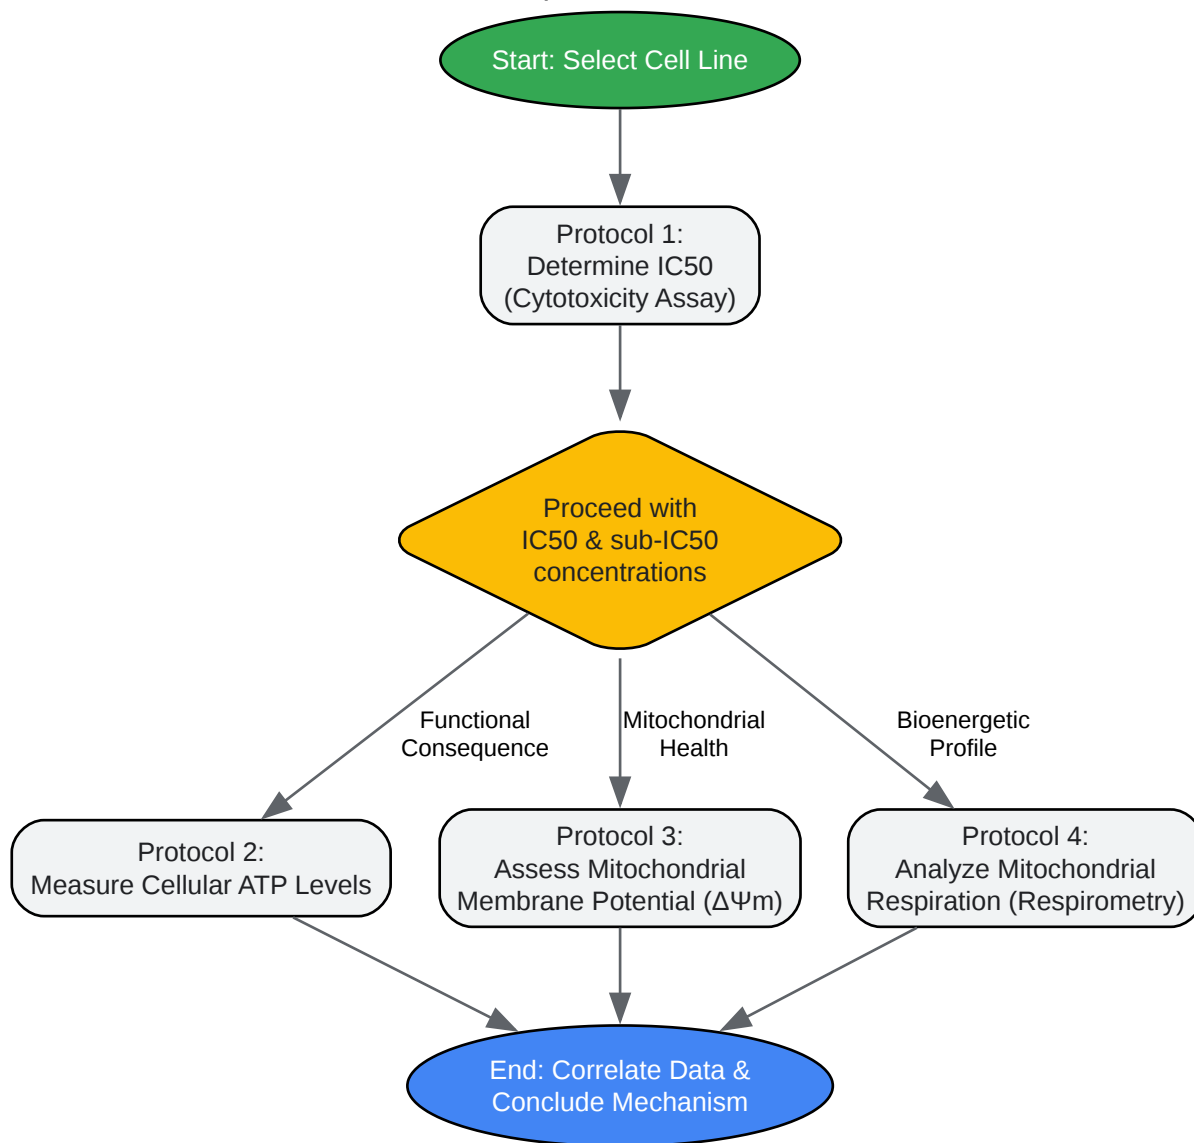 Start: Select Cell Line
Protocol 1:
Determine IC50
(Cytotoxicity Assay)
Proceed with
IC50 & sub-IC50
concentrations
Functional
Consequence
Mitochondrial
Health
Bioenergetic
Profile
Protocol 2:
Measure Cellular ATP Levels
Protocol 3:
Assess Mitochondrial
Membrane Potential (ΔΨm)
Protocol 4:
Analyze Mitochondrial
Respiration (Respirometry)
End: Correlate Data &
Conclude Mechanism